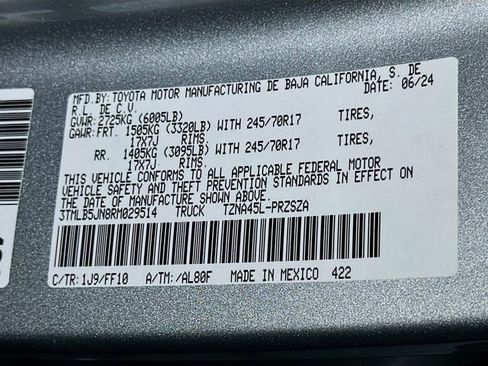 MFD.BY: TOYOTA MOTOR MANUFACTURING DE BAJA CALIFORNIA, S. DE
R.L. DE C.V. DATE: 06/24
GVWR: 2725KG (6005LB)
GAWR: FRT. 1505KG (3320LB) WITH 245/70R17 TIRES,
17X7J RIMS.
RR. 1405KG (3095LB) WITH 245/70R17 TIRES,
17X7J RIMS.
THIS VEHICLE CONFORMS TO ALL APPLICABLE FEDERAL MOTOR
VEHICLE SAFETY AND THEFT PREVENTION STANDARDS IN EFFECT ON
THE DATE OF MANUFACTURE SHOWN ABOVE.
3TMLB5JN8RM029514 TRUCK TZNA45L-PRZSZA
C/TR: 1J9/FF10 A/TM: /AL80F MADE IN MEXICO 422